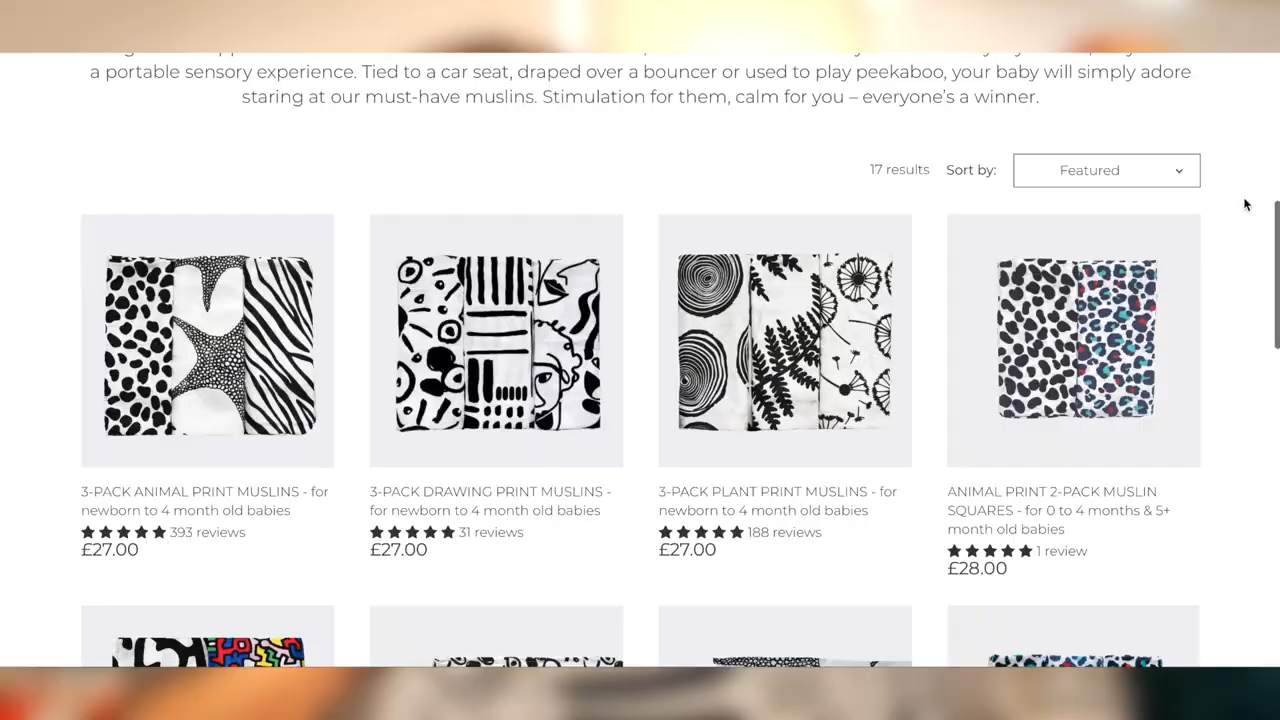 a portable sensory experience. Tied to a car seat, draped over a bouncer or used to play peekaboo, your baby will simply adore
staring at our must-have muslins. Stimulation for them, calm for you – everyone's a winner.
17 results
Sort by:
Featured
3-PACK ANIMAL PRINT MUSLINS - for
newborn to 4 month old babies
393 reviews
£27.00
3-PACK DRAWING PRINT MUSLINS -
for newborn to 4 month old babies
31 reviews
£27.00
3-PACK PLANT PRINT MUSLINS - for
newborn to 4 month old babies
188 reviews
£27.00
ANIMAL PRINT 2-PACK MUSLIN
SQUARES - for 0 to 4 months & 5+
month old babies
1 review
£28.00